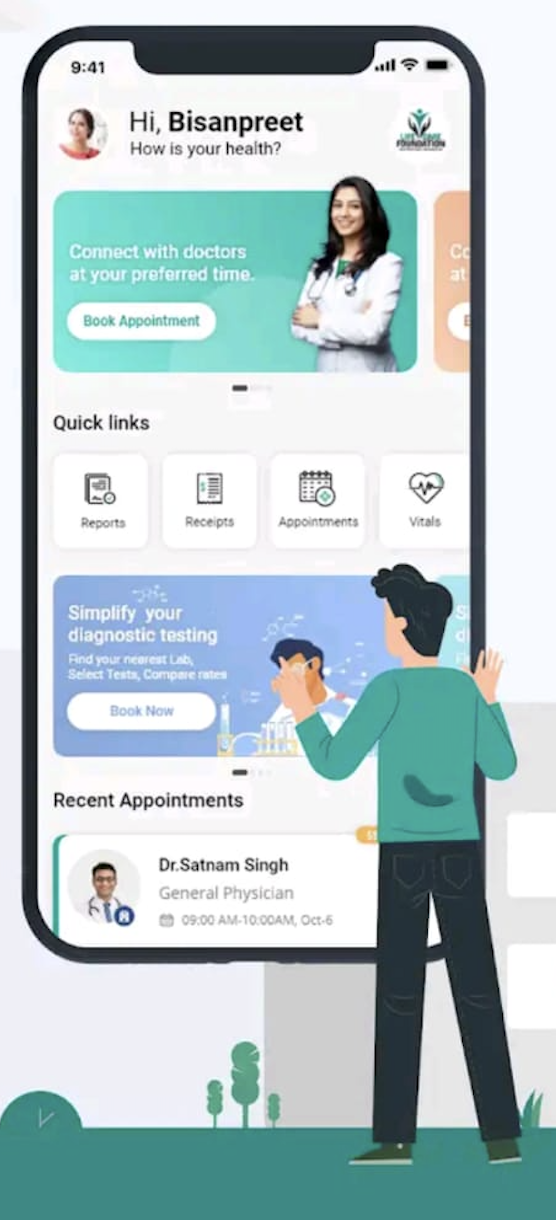 9:41
Hi, Bisanpreet
How is your health?
FOUNDATION
Connect with doctors
at your preferred time.
Book Appointment
Co
at
Quick links
Reports
Receipts
Appointments
Vitals
Simplify your
diagnostic testing
Find your nearest Lab,
Select Tests, Compare rates
Book Now
Recent Appointments
Dr.Satnam Singh
General Physician
09:00 AM-10:00AM, Oct-6